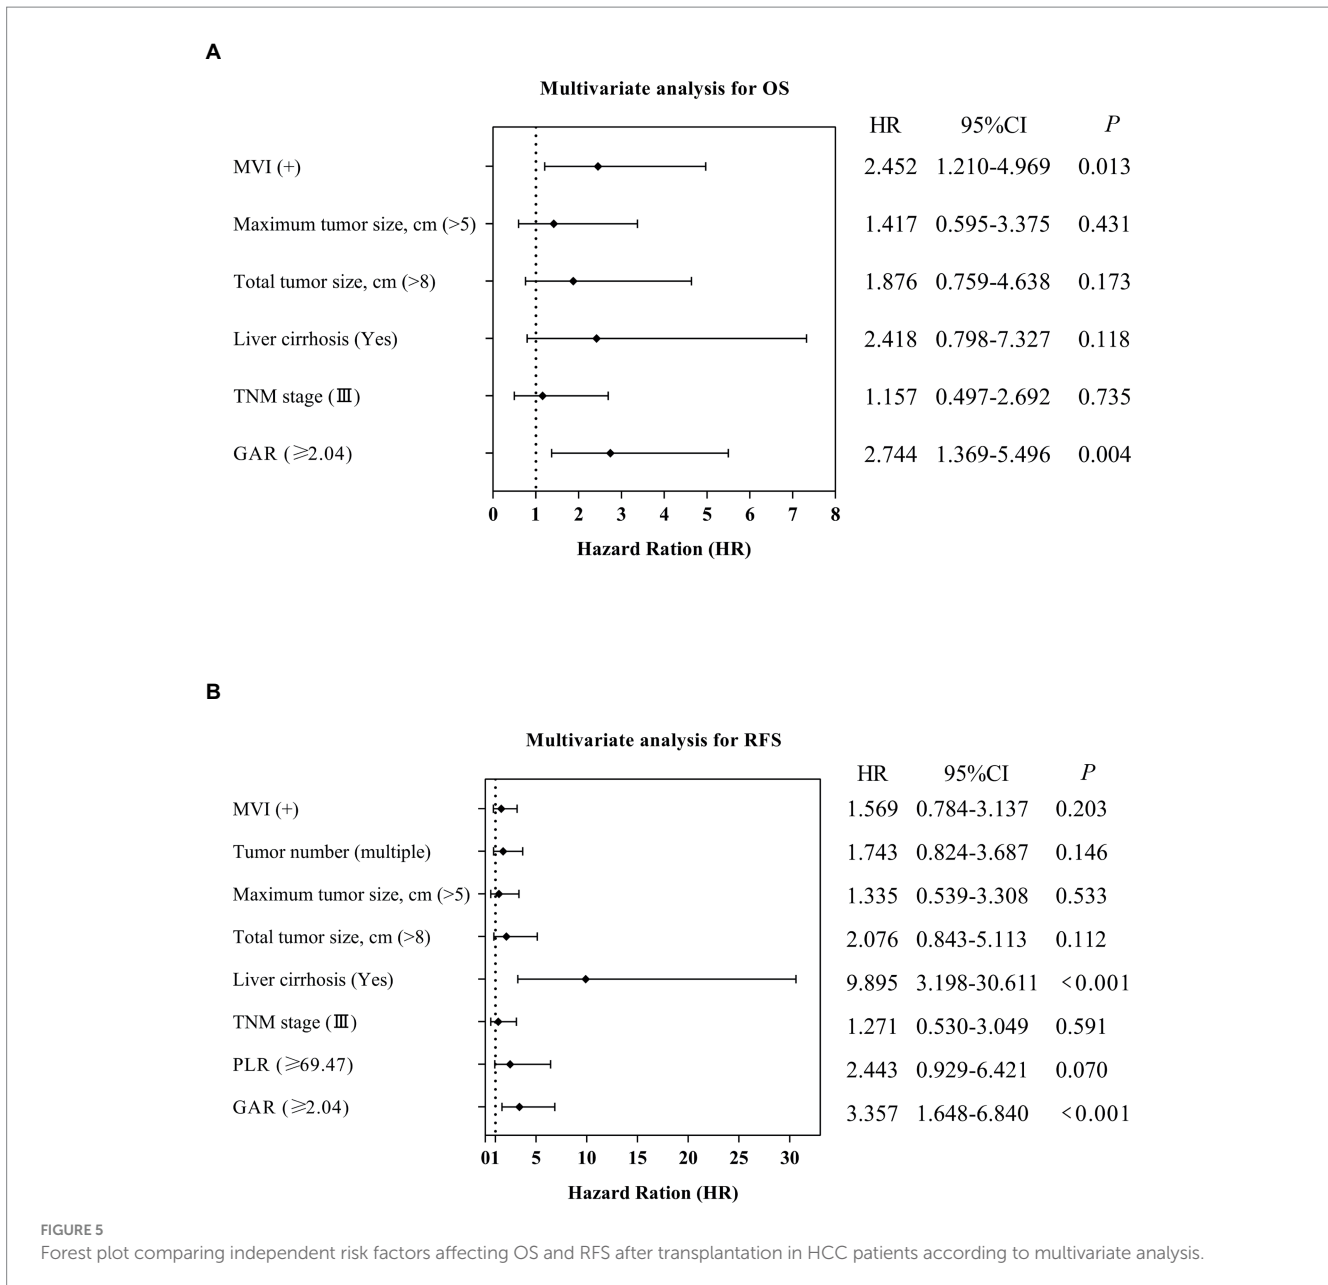 A
Multivariate analysis for OS
HR 95%CI P
MVI (+) 2.452 1.210-4.969 0.013
Maximum tumor size, cm (>5) 1.417 0.595-3.375 0.431
Total tumor size, cm (>8) 1.876 0.759-4.638 0.173
Liver cirrhosis (Yes) 2.418 0.798-7.327 0.118
TNM stage (Ⅲ) 1.157 0.497-2.692 0.735
GAR (⩾2.04) 2.744 1.369-5.496 0.004
0 1 2 3 4 5 6 7 8
Hazard Ration (HR)
B
Multivariate analysis for RFS
HR 95%CI P
MVI (+) 1.569 0.784-3.137 0.203
Tumor number (multiple) 1.743 0.824-3.687 0.146
Maximum tumor size, cm (>5) 1.335 0.539-3.308 0.533
Total tumor size, cm (>8) 2.076 0.843-5.113 0.112
Liver cirrhosis (Yes) 9.895 3.198-30.611 <0.001
TNM stage (Ⅲ) 1.271 0.530-3.049 0.591
PLR (⩾69.47) 2.443 0.929-6.421 0.070
GAR (⩾2.04) 3.357 1.648-6.840 <0.001
0 1 5 10 15 20 25 30
Hazard Ration (HR)
FIGURE 5
Forest plot comparing independent risk factors affecting OS and RFS after transplantation in HCC patients according to multivariate analysis.